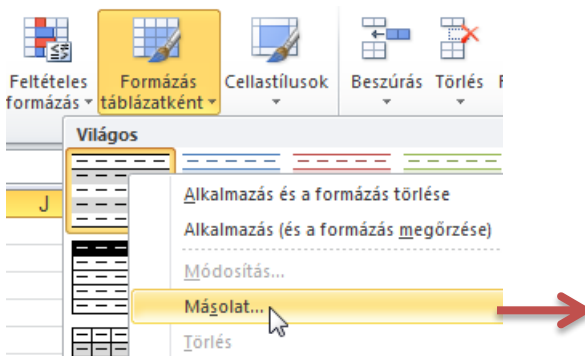 Feltételes formázás
Formázás táblázatként
Cellastílusok
Beszúrás
Törlés
F
Világos
J
Alkalmazás és a formázás törlése
Alkalmazás (és a formázás megőrzése)
Módosítás...
Másolat...
Törlés